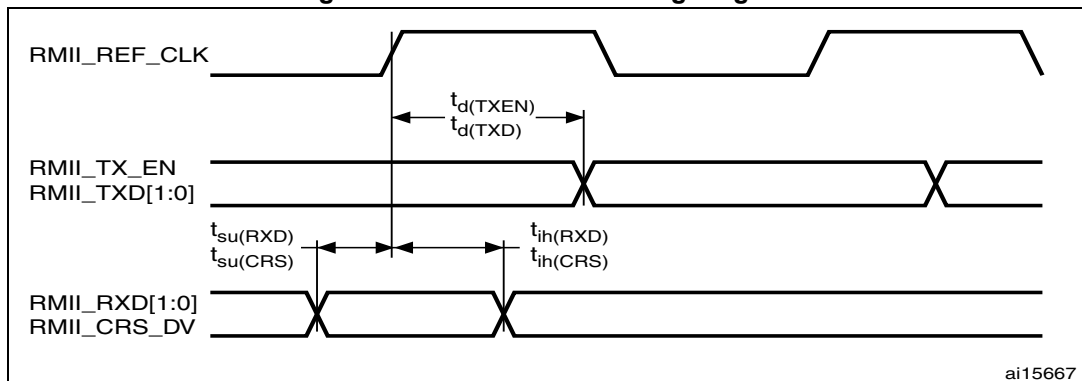 RMII_REF_CLK
td(TXEN)
td(TXD)
RMII_TX_EN
RMII_TXD[1:0]
tsu(RXD)
tsu(CRS)
tih(RXD)
tih(CRS)
RMII_RXD[1:0]
RMII_CRS_DV
ai15667